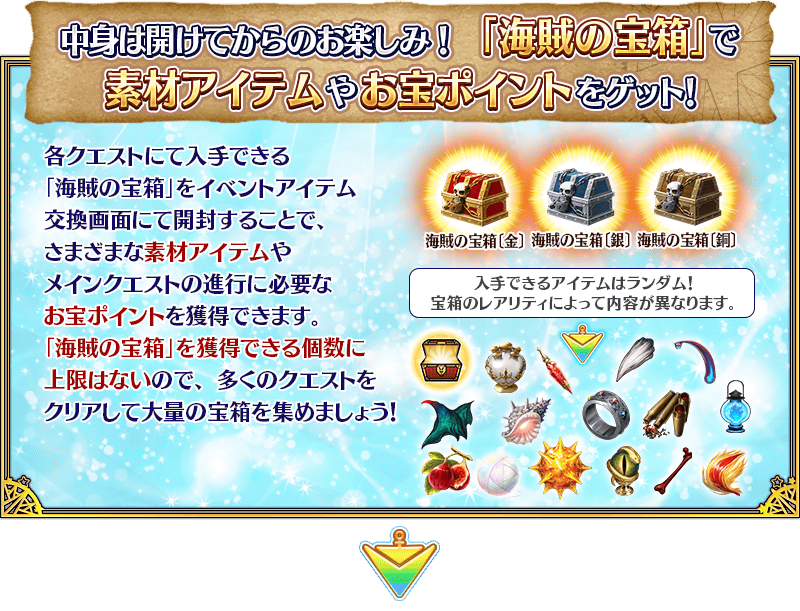 中身は開けてからのお楽しみ！「海賊の宝箱」で
素材アイテムやお宝ポイントをゲット!
各クエストにて入手できる
「海賊の宝箱」をイベントアイテム
交換画面にて開封することで、
さまざまな素材アイテムや
メインクエストの進行に必要な
お宝ポイントを獲得できます。
「海賊の宝箱」を獲得できる個数に
上限はないので、多くのクエストを
クリアして大量の宝箱を集めましょう!
海賊の宝箱〔金〕 海賊の宝箱〔銀〕 海賊の宝箱〔銅〕
入手できるアイテムはランダム!
宝箱のレアリティによって内容が異なります。